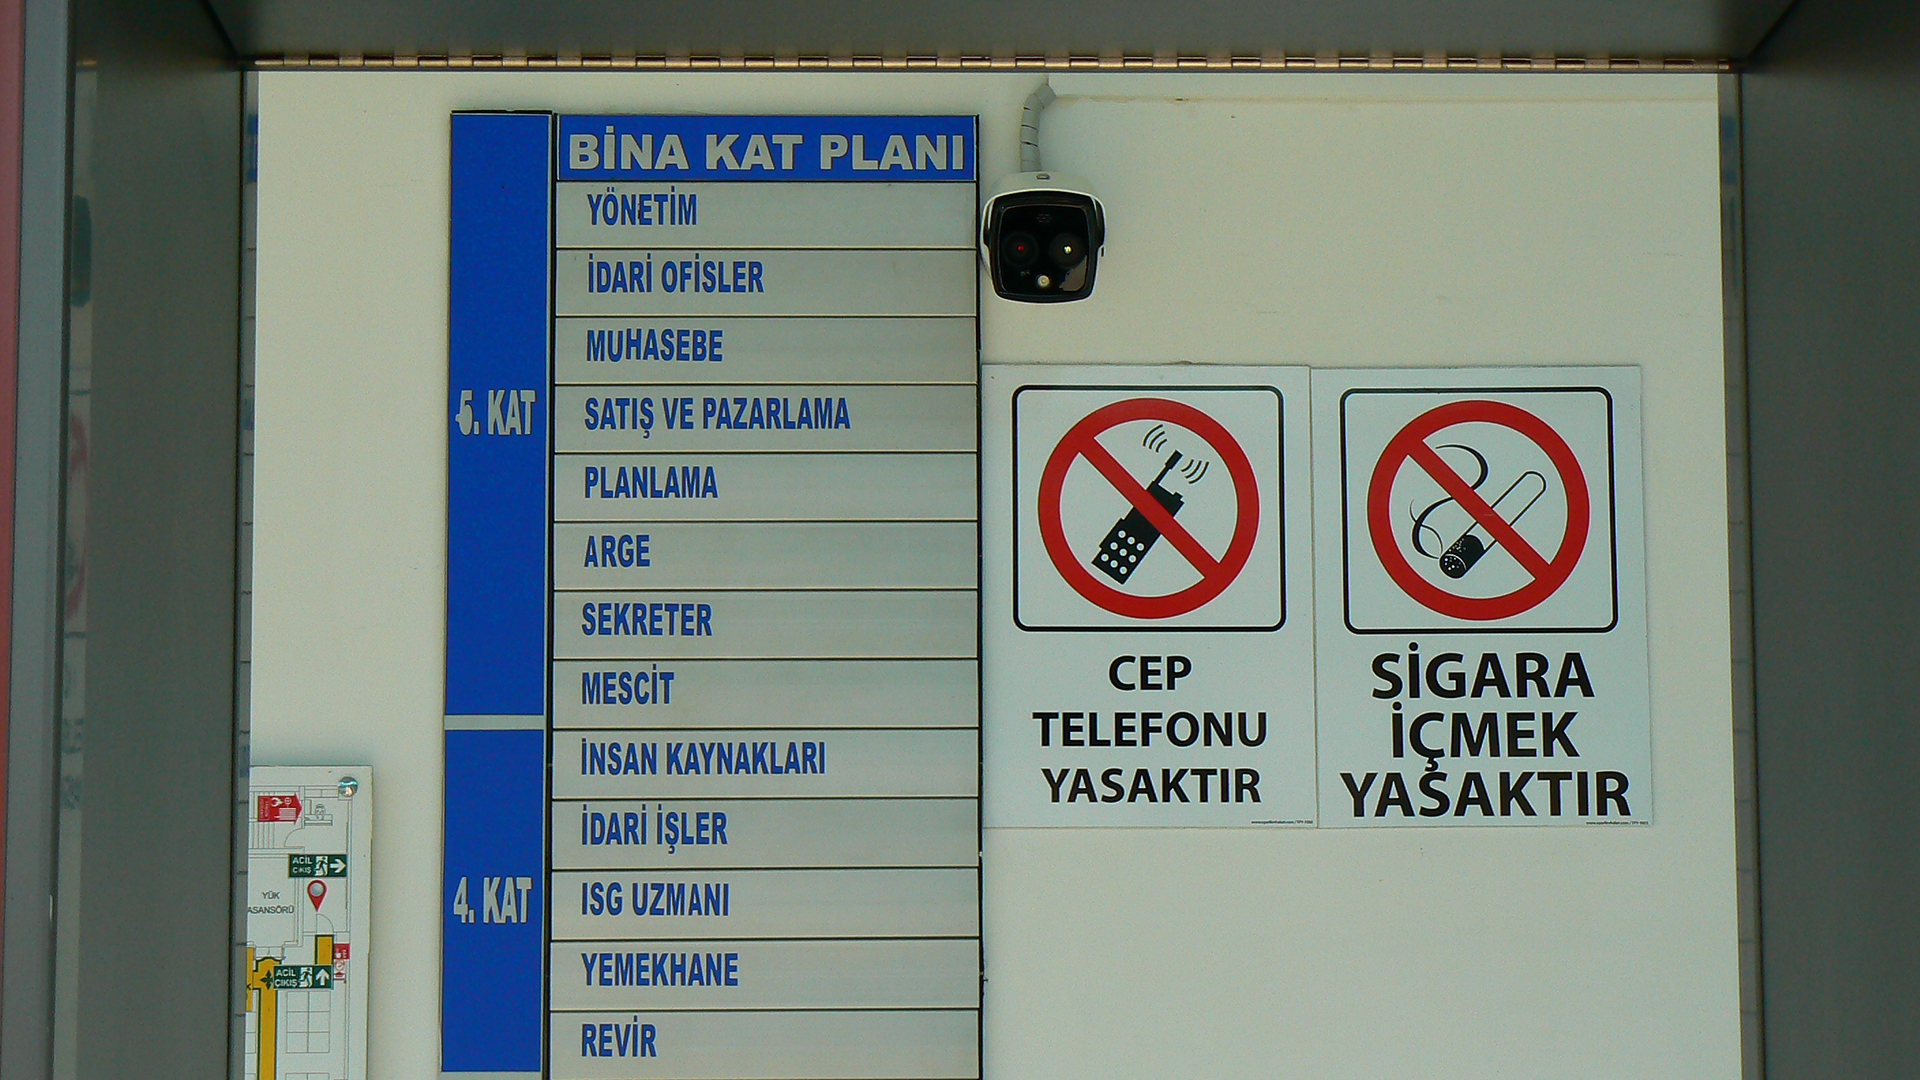 BİNA KAT PLANI
5. KAT
YÖNETİM
İDARİ OFİSLER
MUHASEBE
SATIŞ VE PAZARLAMA
PLANLAMA
ARGE
SEKRETER
MESCİT
4. KAT
İNSAN KAYNAKLARI
İDARİ İŞLER
ISG UZMANI
YEMEKHANE
REVİR
CEP
TELEFONU
YASAKTIR
SİGARA
İÇMEK
YASAKTIR
ACİL
ÇIKIŞ
YÜK
ASANSÖRÜ
ACİL
ÇIKIŞ